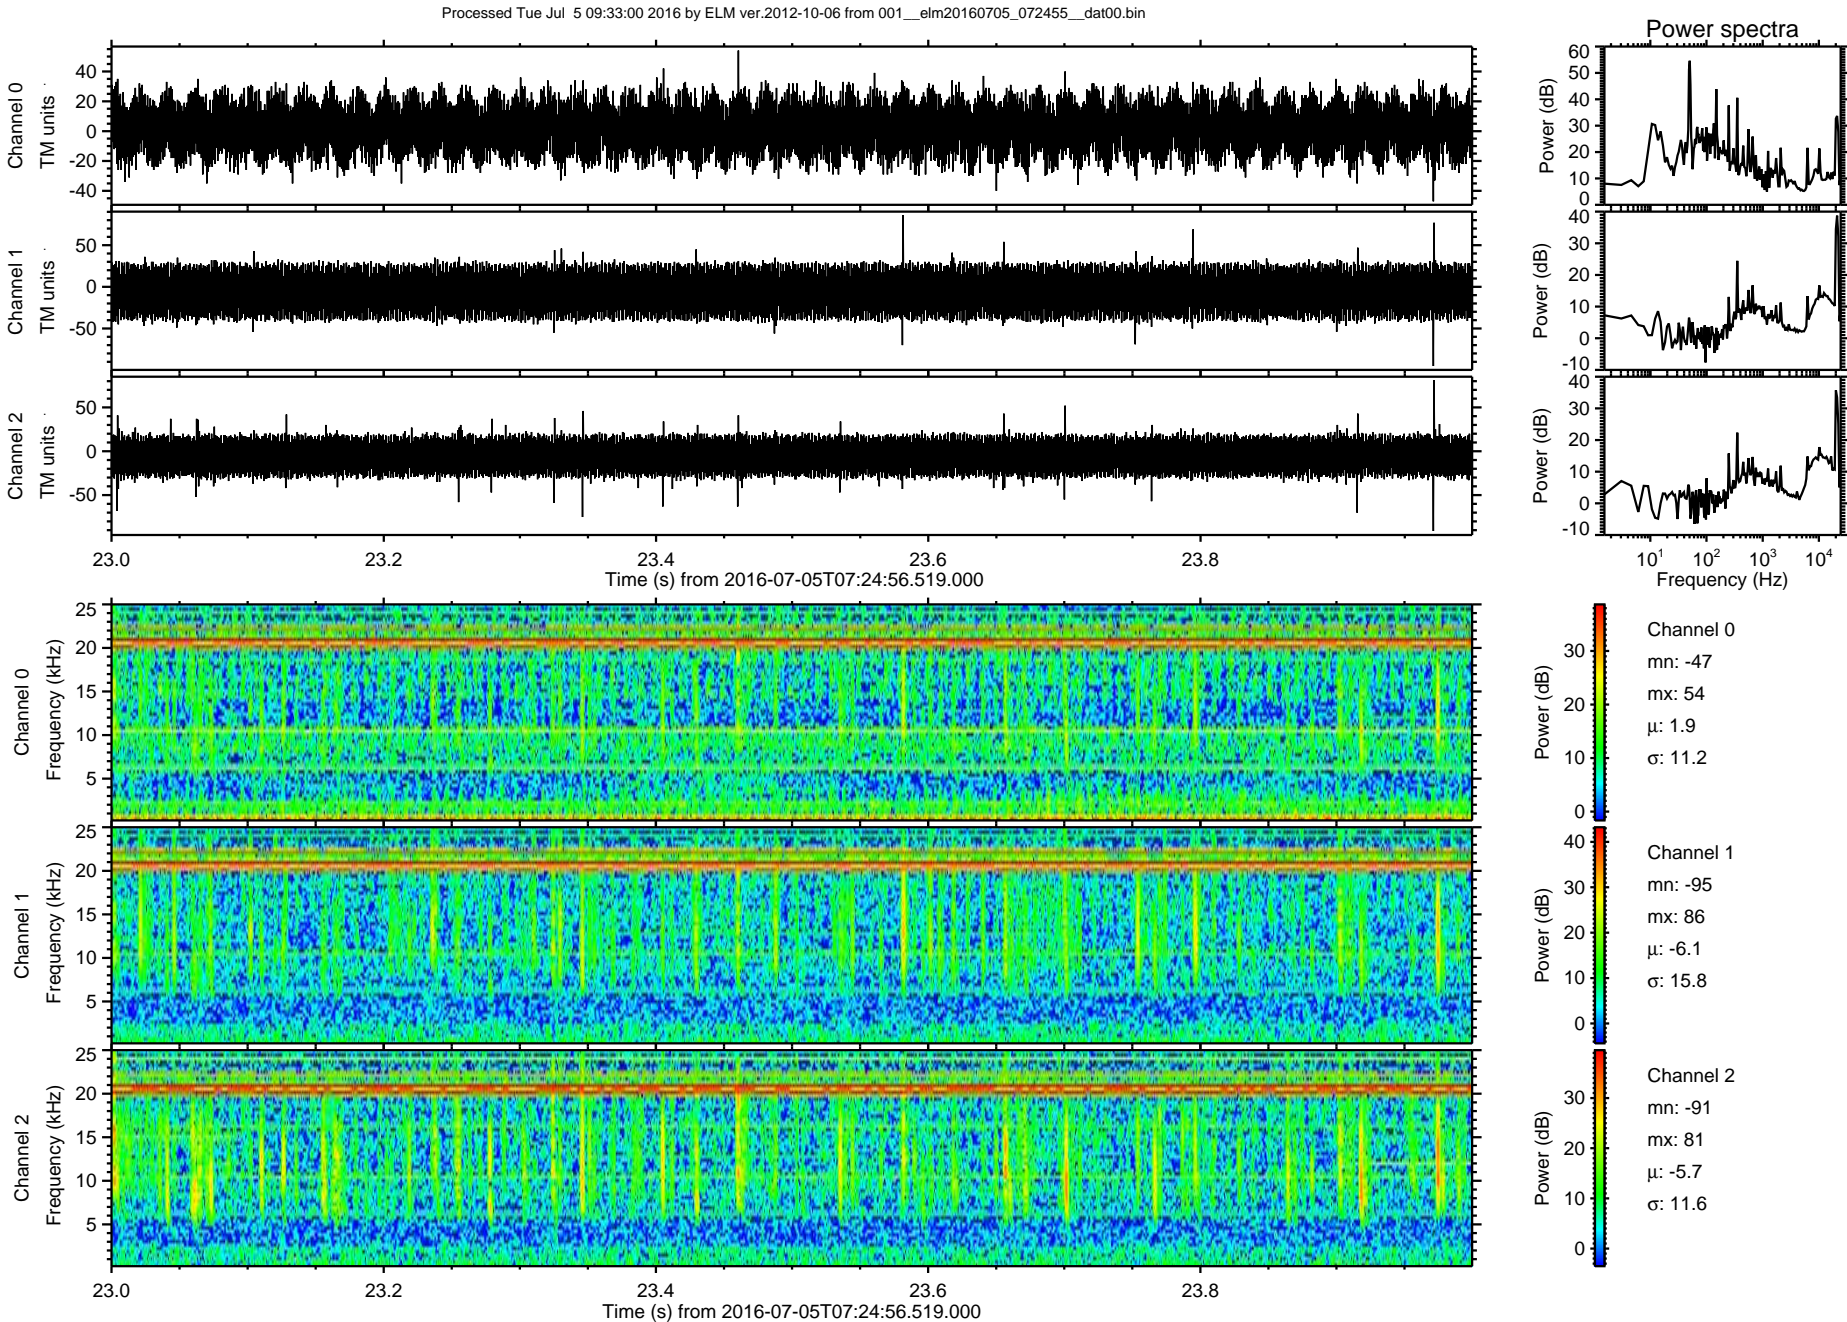 Processed Tue Jul  5 09:33:00 2016 by ELM ver.2012-10-06 from 001__elm20160705_072455__dat00.bin
Power spectra
Channel 0
TM units
40
20
0
-20
-40
Power (dB)
60
50
40
30
20
10
0
Channel 1
TM units
50
0
-50
Power (dB)
40
30
20
10
0
-10
Channel 2
TM units
50
0
-50
Power (dB)
40
30
20
10
0
-10
23.0 23.2 23.4 23.6 23.8
Time (s) from 2016-07-05T07:24:56.519.000
10^1 10^2 10^3 10^4
Frequency (Hz)
Channel 0
Frequency (kHz)
25
20
15
10
5
Power (dB)
30
20
10
0
Channel 0
mn: -47
mx: 54
μ: 1.9
σ: 11.2
Channel 1
Frequency (kHz)
25
20
15
10
5
Power (dB)
40
30
20
10
0
Channel 1
mn: -95
mx: 86
μ: -6.1
σ: 15.8
Channel 2
Frequency (kHz)
25
20
15
10
5
Power (dB)
30
20
10
0
Channel 2
mn: -91
mx: 81
μ: -5.7
σ: 11.6
23.0 23.2 23.4 23.6 23.8
Time (s) from 2016-07-05T07:24:56.519.000